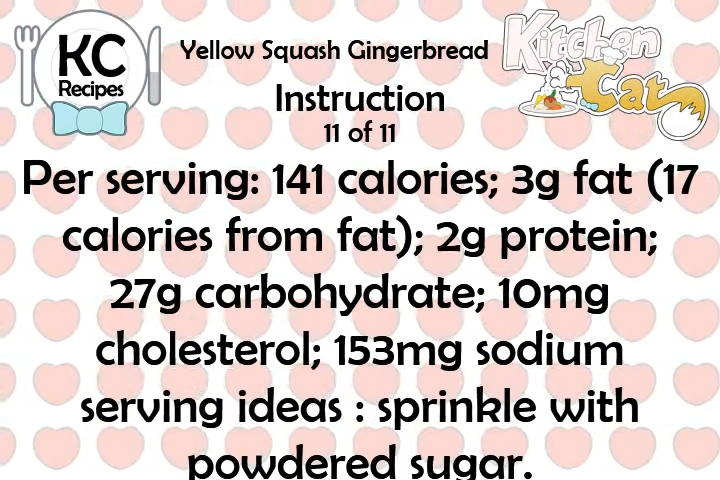 KC
Recipes
Yellow Squash Gingerbread
Kitchen
Cat
Instruction
11 of 11
Per serving: 141 calories; 3g fat (17
calories from fat); 2g protein;
27g carbohydrate; 10mg
cholesterol; 153mg sodium
serving ideas : sprinkle with
powdered sugar.